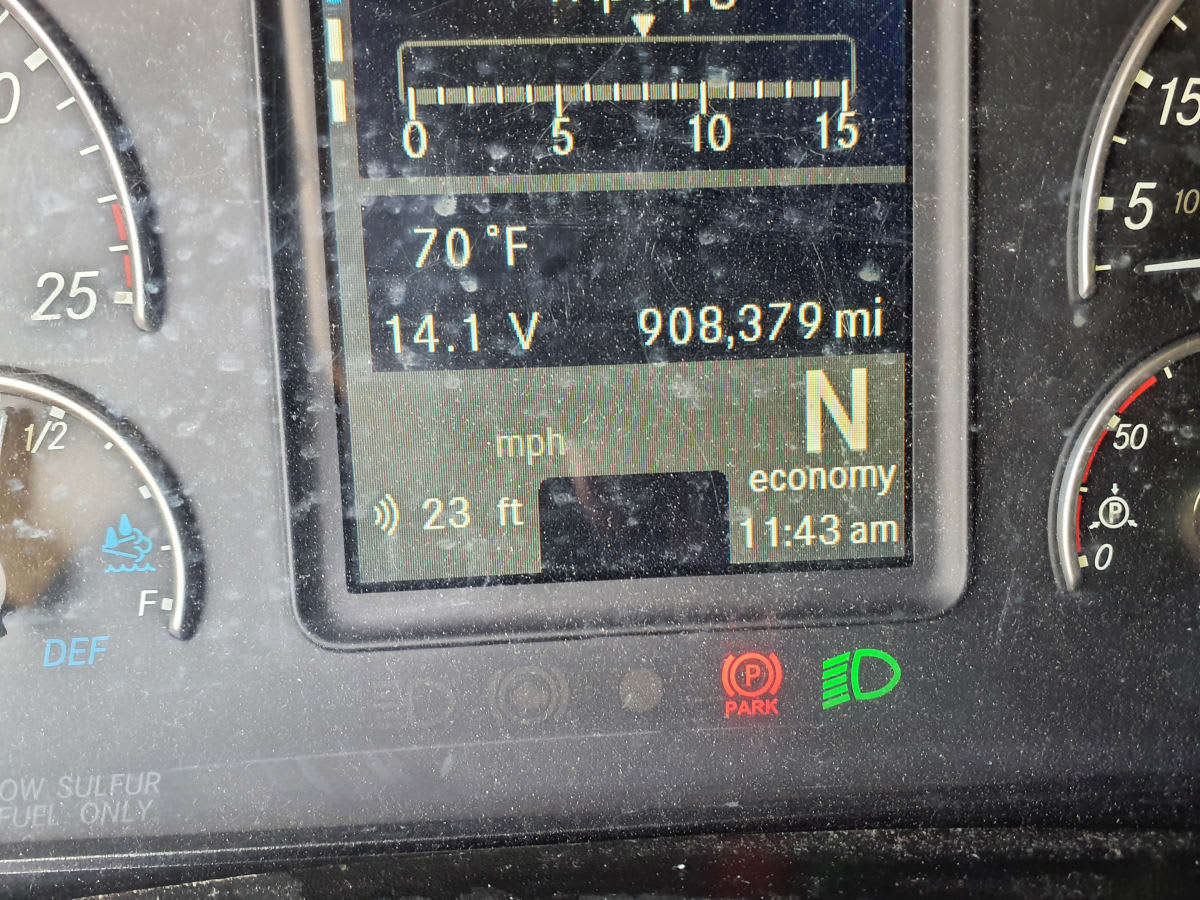 0 5 10 15
70 °F
14.1 V 908,379 mi
N
mph
economy
23 ft
11:43 am
25
1/2
F
DEF
15
5 10
50
P
0
P
PARK
OW SULFUR
FUEL ONLY